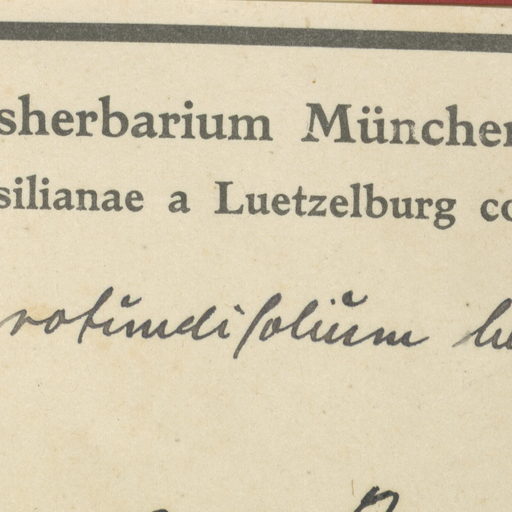 sherbarium München
silianae a Luetzelburg co
rotundifolium